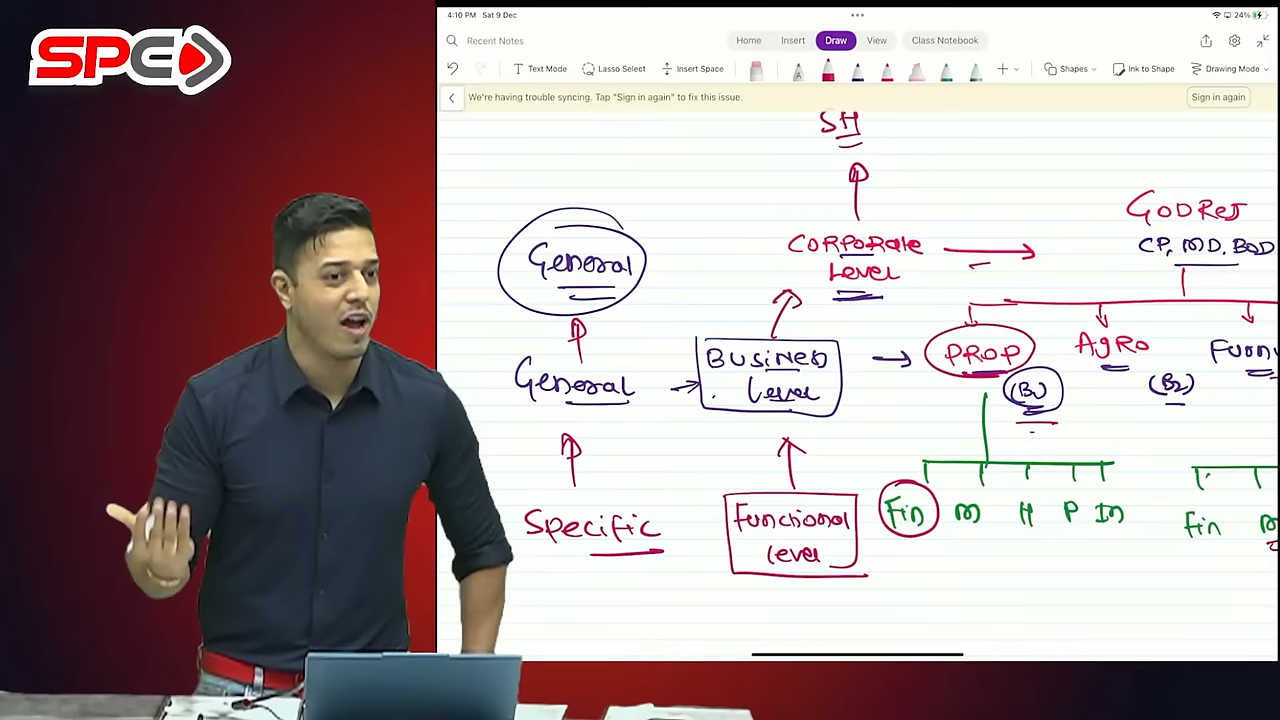 SPE
4:10 PM Sat 9 Dec
24%
Recent Notes
Home Insert Draw View Class Notebook
Text Mode Lasso Select Insert Space Shapes Ink to Shape Drawing Mode
We're having trouble syncing. Tap "Sign in again" to fix this issue. Sign in again
SH
General
CORPORATE
Level
GODREJ
CP, MD, BOD
General
BUSINESS
Level
PROP
(B1)
AgRo
(B2)
Furni
Specific
Functional
level
Fin M H P In
Fin M